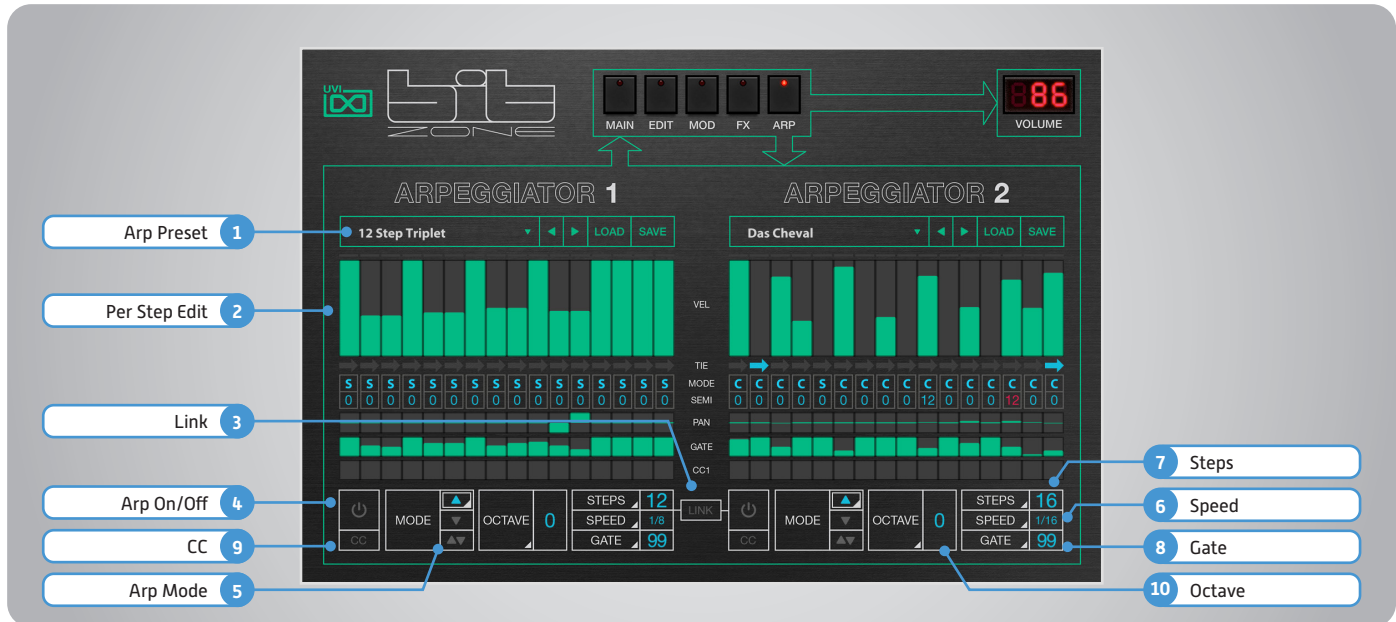 UVI
bit
ZONE
MAIN EDIT MOD FX ARP
86
VOLUME
ARPEGGIATOR 1
ARPEGGIATOR 2
Arp Preset 1
12 Step Triplet ▼ ◀ ▶ LOAD SAVE
Das Cheval ▼ ◀ ▶ LOAD SAVE
Per Step Edit 2
VEL
TIE
S S S S S S S S S S S S S S S S
MODE
C C C C S C C C C C C C C C C C
0 0 0 0 0 0 0 0 0 0 0 0 0 0 0 0
SEMI
0 0 0 0 0 0 0 0 0 12 0 0 0 12 0 0
PAN
Link 3
GATE
CC1
7 Steps
Arp On/Off 4
MODE
OCTAVE 0
STEPS 12
SPEED 1/8
GATE 99
CC
LINK
MODE
OCTAVE 0
STEPS 16
SPEED 1/16
GATE 99
CC
6 Speed
CC 9
8 Gate
Arp Mode 5
10 Octave